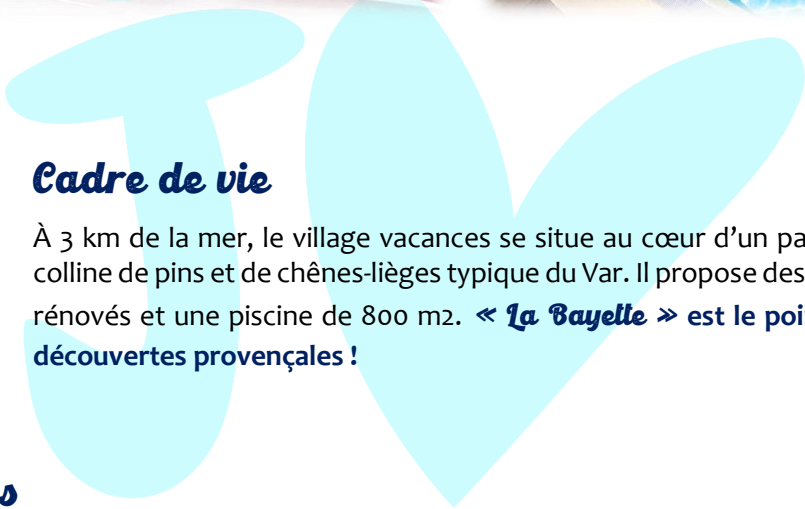 Cadre de vie
À 3 km de la mer, le village vacances se situe au cœur d’un
colline de pins et de chênes-lièges typique du Var. Il propose des
rénovés et une piscine de 800 m2. « La Bayette » est le
découvertes provençales !